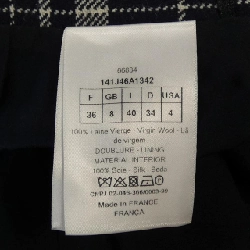 06834
141J46A1342
F GB I D USA
36 8 40 34 4
100% Laine Vierge - Virgin Wool - Lã
de virgem
DOUBLURE - LINING
MATERIAL INTERIOR
100% Soie - Silk - Seda
MADE IN FRANCE
FRANÇA